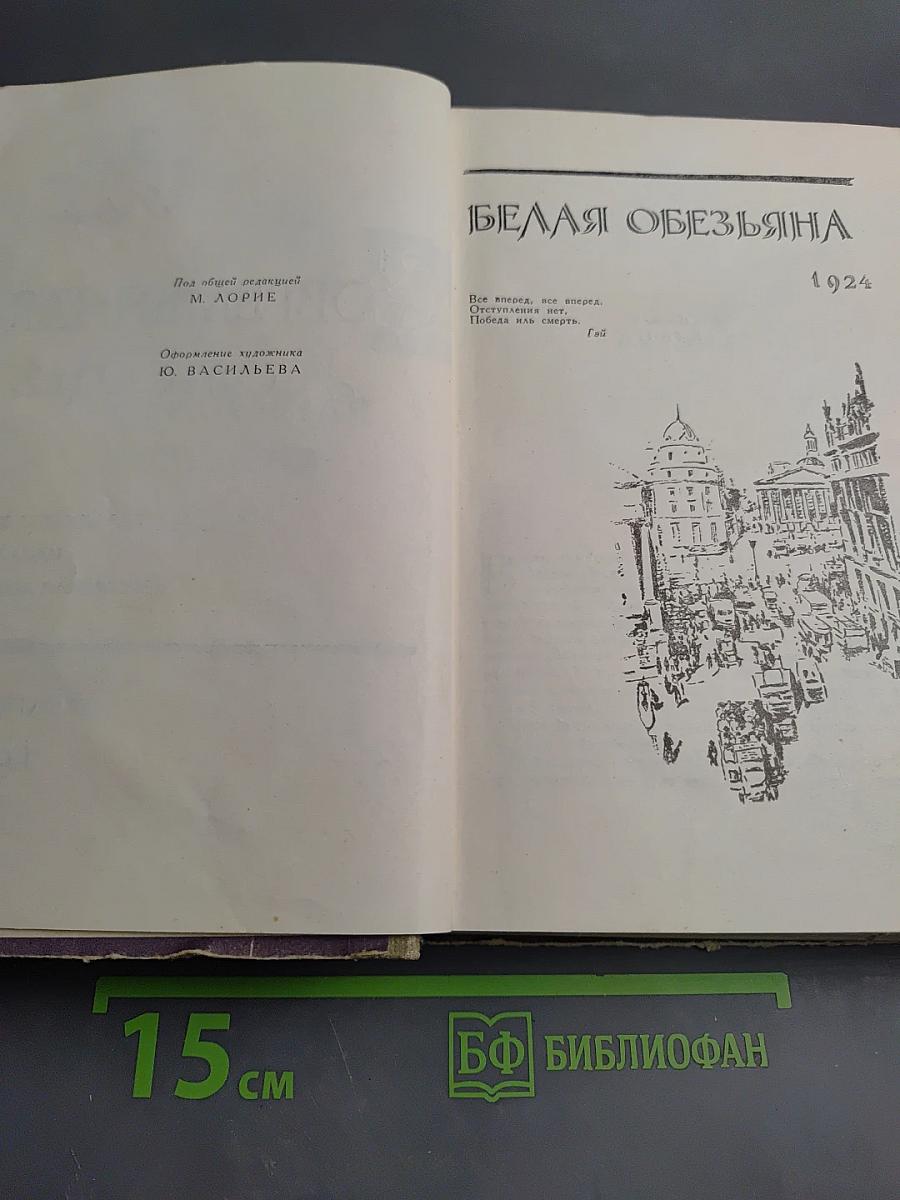 Под общей редакцией
М. ЛОРИЕ
Оформление художника
Ю. ВАСИЛЬЕВА
БЕЛАЯ ОБЕЗЬЯНА
1924
Все вперед, все вперед,
Отступления нет,
Победа иль смерть.
Гэй
15 см
БФ БИБЛИОФАН